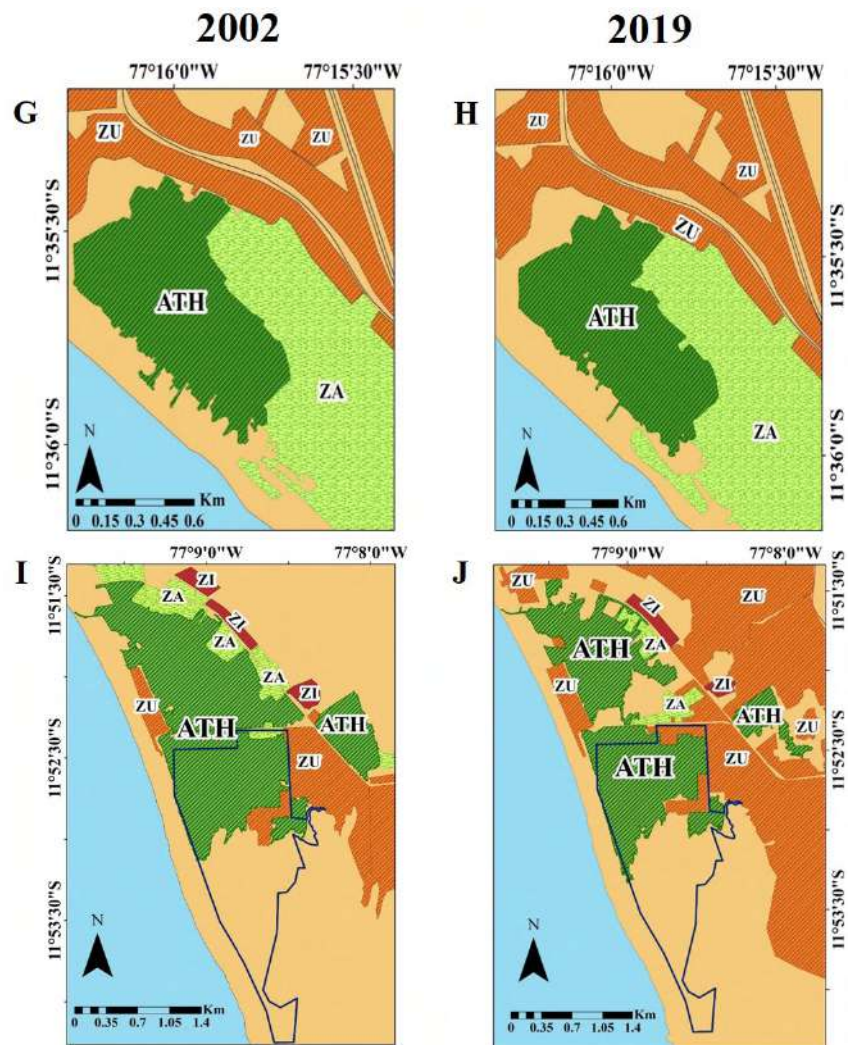 2002
2019
G
77°16'0"W
77°15'30"W
11°35'30"S
11°36'0"S
ZU
ZU
ZU
ATH
ZA
N
Km
0 0.15 0.3 0.45 0.6
H
77°16'0"W
77°15'30"W
11°35'30"S
11°36'0"S
ZU
ZU
ZU
ATH
ZA
N
Km
0 0.15 0.3 0.45 0.6
I
77°9'0"W
77°8'0"W
11°51'30"S
11°52'30"S
11°53'30"S
ZI
ZA
ZI
ZA
ZA
ZI
ZU
ATH
ATH
ZU
N
Km
0 0.35 0.7 1.05 1.4
J
77°9'0"W
77°8'0"W
11°51'30"S
11°52'30"S
11°53'30"S
ZU
ZU
ZI
ATH
ZA
ZU
ZI
ZA
ATH
ZU
ATH
ZU
N
Km
0 0.35 0.7 1.05 1.4